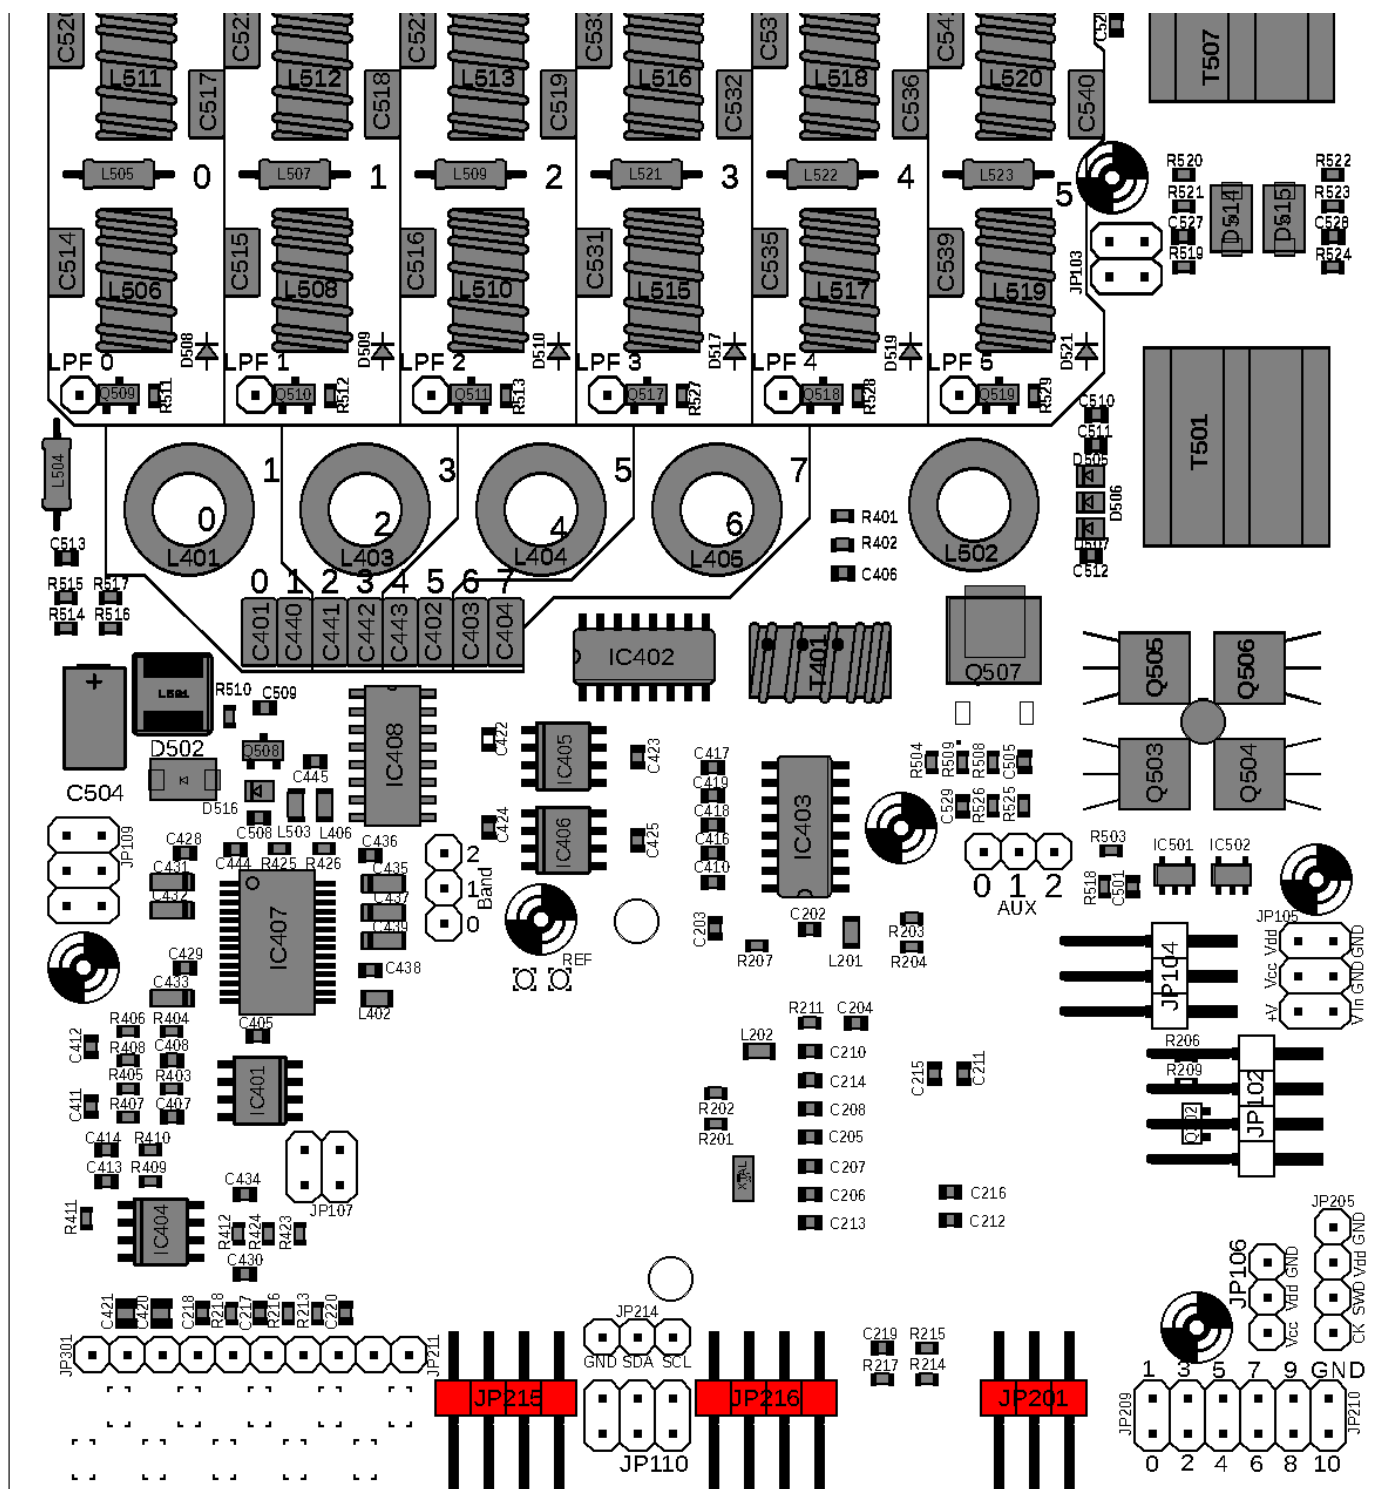 C520 C522 C533 C537 C542 C526
L511 L512 L513 L516 L518 L520 T507
C517 C518 C519 C532 C536 C540
L505 0 L507 1 L509 2 L521 3 L522 4 L523 5
R520 R522
R521 D514 D515 R523
C527 C528
R519 R524
JP103
C514 C515 C516 C531 C535 C539
L506 L508 L510 L515 L517 L519
D508 D509 D510 D517 D519 D521
LPF 0 LPF 1 LPF 2 LPF 3 LPF 4 LPF 5
Q509 R511 Q510 R512 Q511 R513 Q517 R527 Q518 R528 Q519 R529
C510
C511
D505
D506
D507
C512
T501
L504 1 3 5 7
0 2 4 6
L401 L403 L404 L405 L502
R401
R402
C406
C513
R515 R517
R514 R516
0 1 2 3 4 5 6 7
C401 C440 C441 C442 C443 C402 C403 C404
IC402 T401 Q507 Q505 Q506
Q503 Q504
+ L501 R510 C509
D502 Q508 IC408
C504 D516 C445
C508 L503 L406
C422 IC405 C423
C424 IC406 C425
C417
C419
C418
C416
C410
IC403
R504 R509 R508 C505
C529 R526 R525
0 1 2
AUX
R503 IC501 IC502
R518 C501
JP109 C428 C444 R425 R426 C436
C431 C435
C432 C437
C439
C429 C438
C433 L402
IC407
2
1
0
Band
REF
C203 R207 C202 L201 R203
R204
JP104
JP105
Vdd GND
Vcc GND
+V V In
R406 R404 C405
C412 R408 C408
R405 R403
C411 R407 C407
IC401
C414 R410
C413 R409
JP107
R411 IC404 C434
R412 R424 R423
C430
R211 C204
L202 C210
C214
R202 C208
R201 C205
XTAL C207
C206
C213
C215 C211
C216
C212
R206
R209
JP102
JP205
GND
Vdd
SWD
CK
JP106
GND
Vdd
Vcc
C421 C420 C218 R218 C217 R216 R213 C220
JP301 JP211
JP214
GND SDA SCL
JP215 JP216 JP201
JP110
C219 R215
R217 R214
1 3 5 7 9 GND
JP209 JP210
0 2 4 6 8 10